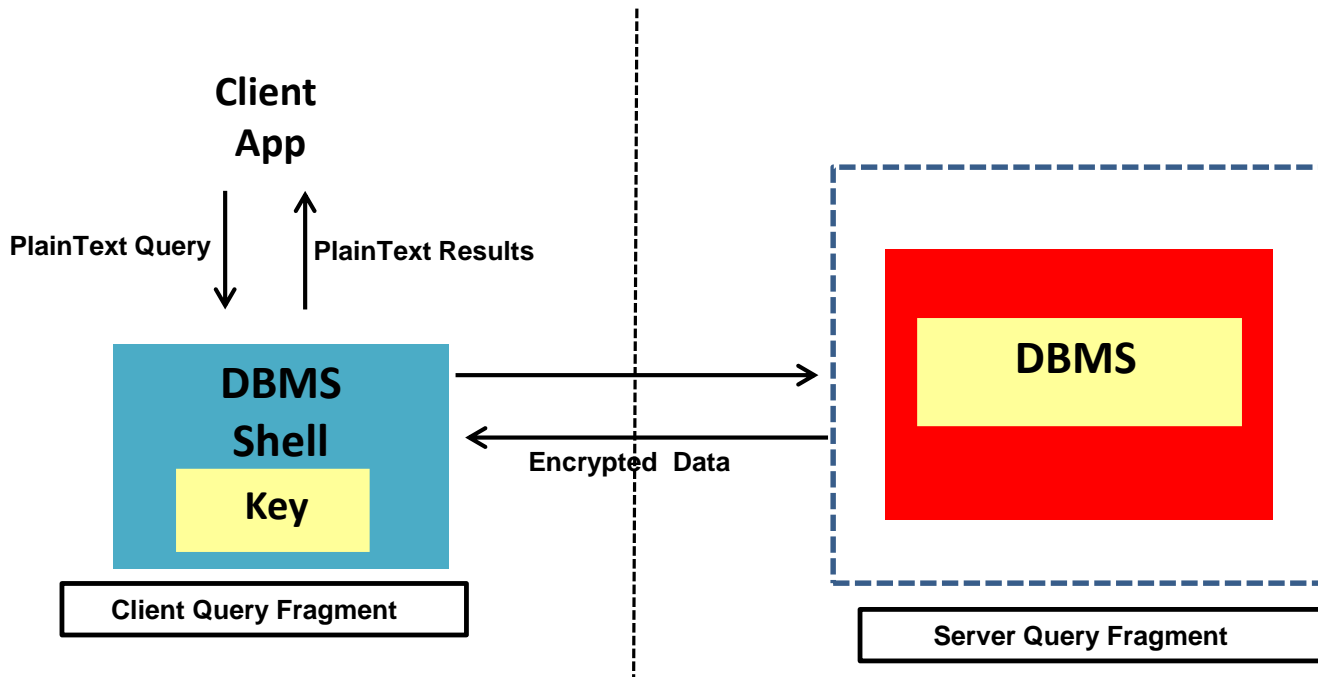 Client
App
PlainText Query
PlainText Results
DBMS
Shell
Key
Client Query Fragment
Encrypted Data
DBMS
Server Query Fragment